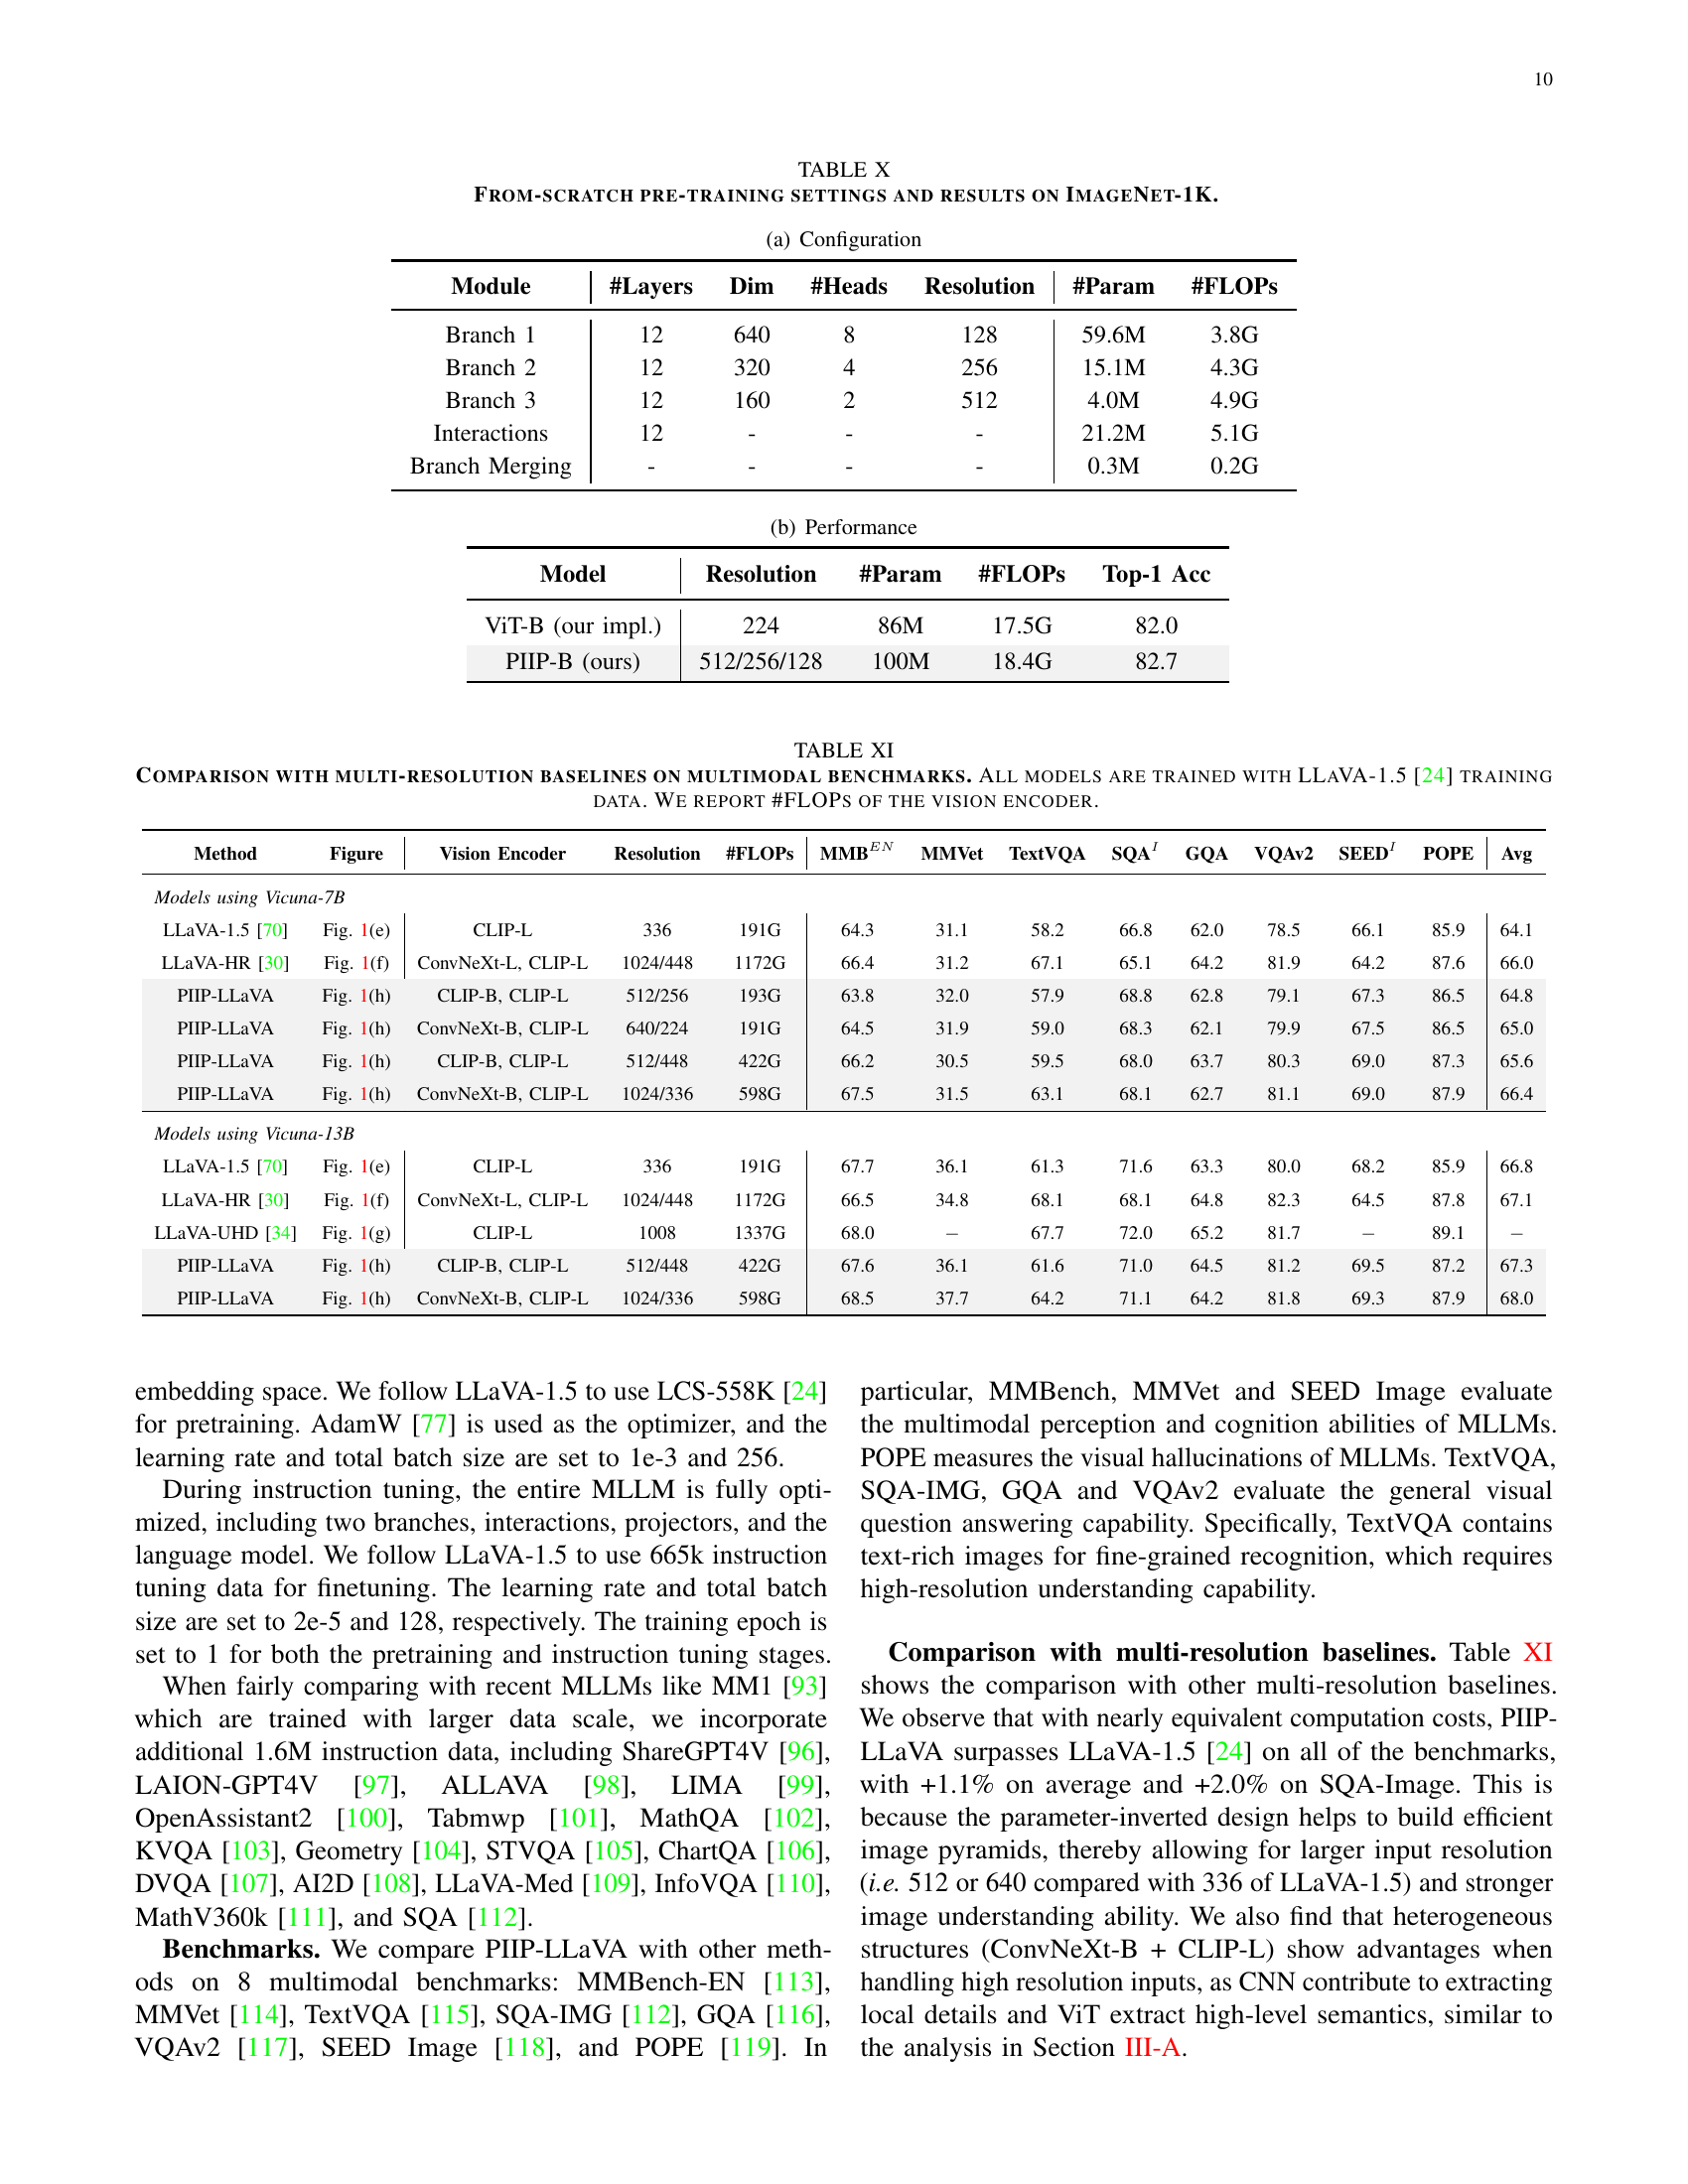 10
TABLE X
FROM-SCRATCH PRE-TRAINING SETTINGS AND RESULTS ON IMAGENET-1K.
(a) Configuration
Module #Layers Dim #Heads Resolution #Param #FLOPs
Branch 1 12 640 8 128 59.6M 3.8G
Branch 2 12 320 4 256 15.1M 4.3G
Branch 3 12 160 2 512 4.0M 4.9G
Interactions 12 - - - 21.2M 5.1G
Branch Merging - - - - 0.3M 0.2G
(b) Performance
Model Resolution #Param #FLOPs Top-1 Acc
ViT-B (our impl.) 224 86M 17.5G 82.0
PIIP-B (ours) 512/256/128 100M 18.4G 82.7
TABLE XI
COMPARISON WITH MULTI-RESOLUTION BASELINES ON MULTIMODAL BENCHMARKS. ALL MODELS ARE TRAINED WITH LLAVA-1.5 [24] TRAINING
DATA. WE REPORT #FLOPS OF THE VISION ENCODER.
Method Figure Vision Encoder Resolution #FLOPs MMB^EN MMVet TextVQA SQA^I GQA VQAv2 SEED^I POPE Avg
Models using Vicuna-7B
LLaVA-1.5 [70] Fig. 1(e) CLIP-L 336 191G 64.3 31.1 58.2 66.8 62.0 78.5 66.1 85.9 64.1
LLaVA-HR [30] Fig. 1(f) ConvNeXt-L, CLIP-L 1024/448 1172G 66.4 31.2 67.1 65.1 64.2 81.9 64.2 87.6 66.0
PIIP-LLaVA Fig. 1(h) CLIP-B, CLIP-L 512/256 193G 63.8 32.0 57.9 68.8 62.8 79.1 67.3 86.5 64.8
PIIP-LLaVA Fig. 1(h) ConvNeXt-B, CLIP-L 640/224 191G 64.5 31.9 59.0 68.3 62.1 79.9 67.5 86.5 65.0
PIIP-LLaVA Fig. 1(h) CLIP-B, CLIP-L 512/448 422G 66.2 30.5 59.5 68.0 63.7 80.3 69.0 87.3 65.6
PIIP-LLaVA Fig. 1(h) ConvNeXt-B, CLIP-L 1024/336 598G 67.5 31.5 63.1 68.1 62.7 81.1 69.0 87.9 66.4
Models using Vicuna-13B
LLaVA-1.5 [70] Fig. 1(e) CLIP-L 336 191G 67.7 36.1 61.3 71.6 63.3 80.0 68.2 85.9 66.8
LLaVA-HR [30] Fig. 1(f) ConvNeXt-L, CLIP-L 1024/448 1172G 66.5 34.8 68.1 68.1 64.8 82.3 64.5 87.8 67.1
LLaVA-UHD [34] Fig. 1(g) CLIP-L 1008 1337G 68.0 – 67.7 72.0 65.2 81.7 – 89.1 –
PIIP-LLaVA Fig. 1(h) CLIP-B, CLIP-L 512/448 422G 67.6 36.1 61.6 71.0 64.5 81.2 69.5 87.2 67.3
PIIP-LLaVA Fig. 1(h) ConvNeXt-B, CLIP-L 1024/336 598G 68.5 37.7 64.2 71.1 64.2 81.8 69.3 87.9 68.0
embedding space. We follow LLaVA-1.5 to use LCS-558K [24]
for pretraining. AdamW [77] is used as the optimizer, and the
learning rate and total batch size are set to 1e-3 and 256.
During instruction tuning, the entire MLLM is fully opti-
mized, including two branches, interactions, projectors, and the
language model. We follow LLaVA-1.5 to use 665k instruction
tuning data for finetuning. The learning rate and total batch
size are set to 2e-5 and 128, respectively. The training epoch is
set to 1 for both the pretraining and instruction tuning stages.
When fairly comparing with recent MLLMs like MM1 [93]
which are trained with larger data scale, we incorporate
additional 1.6M instruction data, including ShareGPT4V [96],
LAION-GPT4V [97], ALLAVA [98], LIMA [99],
OpenAssistant2 [100], Tabmwp [101], MathQA [102],
KVQA [103], Geometry [104], STVQA [105], ChartQA [106],
DVQA [107], AI2D [108], LLaVA-Med [109], InfoVQA [110],
MathV360k [111], and SQA [112].
Benchmarks. We compare PIIP-LLaVA with other meth-
ods on 8 multimodal benchmarks: MMBench-EN [113],
MMVet [114], TextVQA [115], SQA-IMG [112], GQA [116],
VQAv2 [117], SEED Image [118], and POPE [119]. In
particular, MMBench, MMVet and SEED Image evaluate
the multimodal perception and cognition abilities of MLLMs.
POPE measures the visual hallucinations of MLLMs. TextVQA,
SQA-IMG, GQA and VQAv2 evaluate the general visual
question answering capability. Specifically, TextVQA contains
text-rich images for fine-grained recognition, which requires
high-resolution understanding capability.
Comparison with multi-resolution baselines. Table XI
shows the comparison with other multi-resolution baselines.
We observe that with nearly equivalent computation costs, PIIP-
LLaVA surpasses LLaVA-1.5 [24] on all of the benchmarks,
with +1.1% on average and +2.0% on SQA-Image. This is
because the parameter-inverted design helps to build efficient
image pyramids, thereby allowing for larger input resolution
(i.e. 512 or 640 compared with 336 of LLaVA-1.5) and stronger
image understanding ability. We also find that heterogeneous
structures (ConvNeXt-B + CLIP-L) show advantages when
handling high resolution inputs, as CNN contribute to extracting
local details and ViT extract high-level semantics, similar to
the analysis in Section III-A.